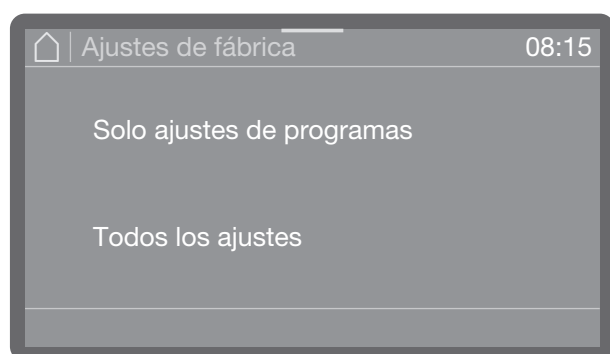 Ajustes de fábrica 08:15
Solo ajustes de programas
Todos los ajustes